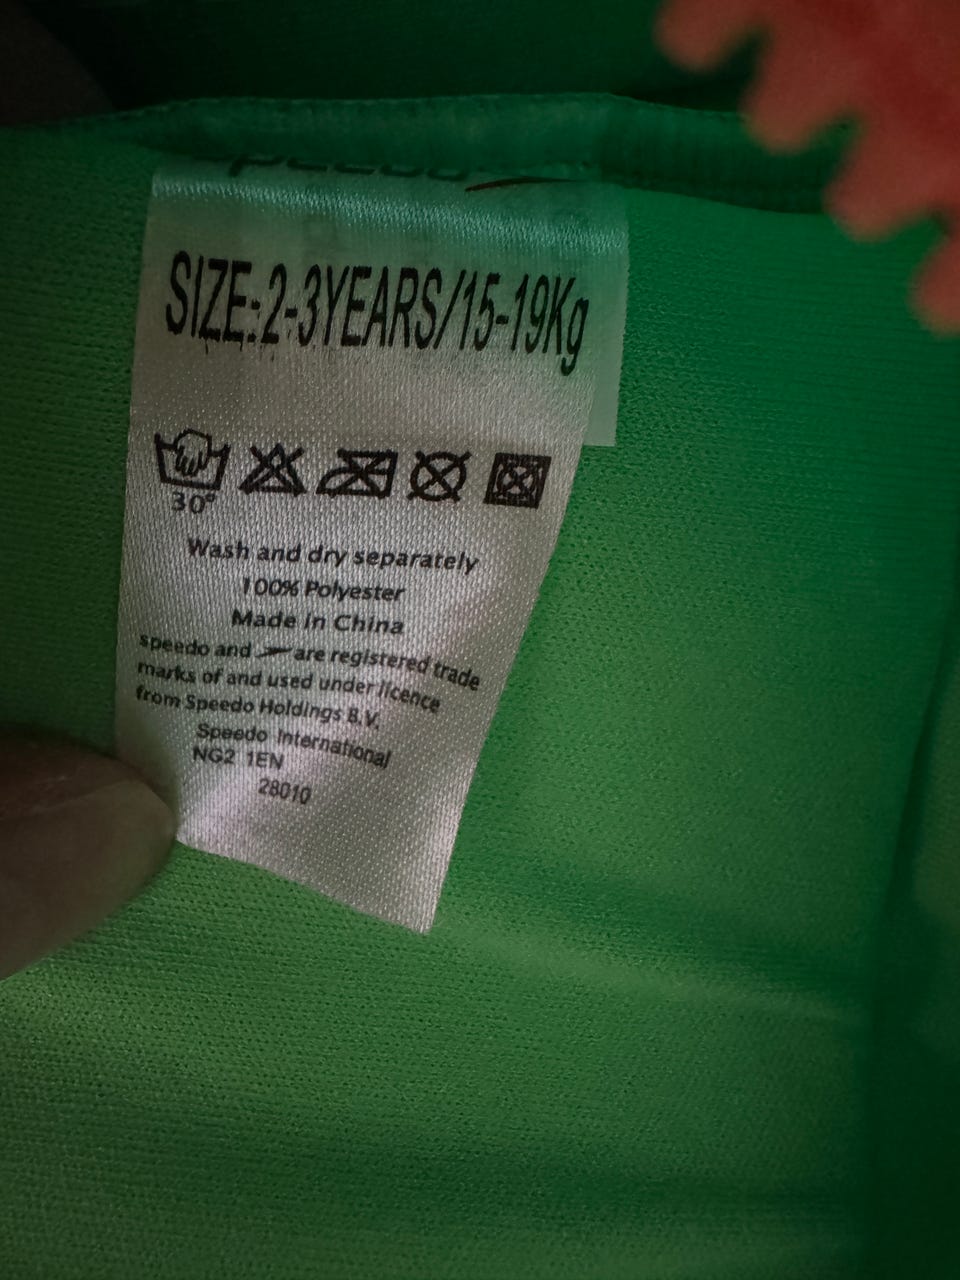 SIZE:2-3YEARS/15-19Kg
30°
Wash and dry separately
100% Polyester
Made in China
speedo and are registered trade
marks of and used under licence
from Speedo Holdings B.V.
Speedo International
NG2 1EN
28010